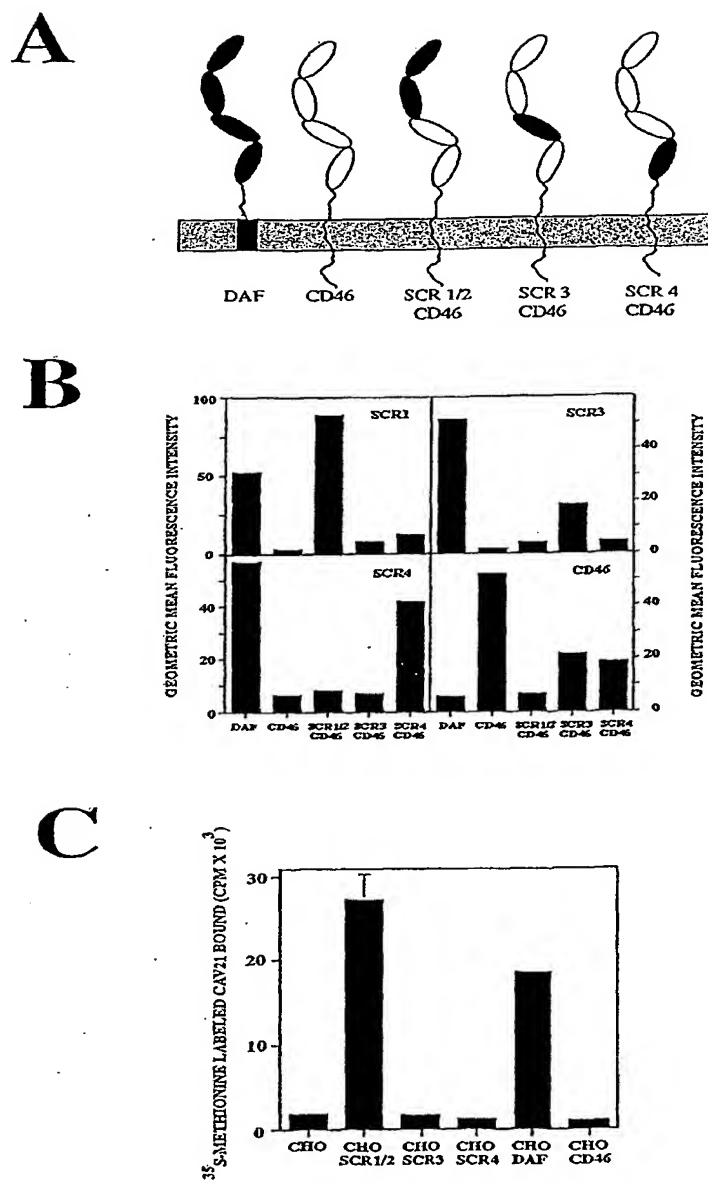 A
DAF CD46 SCR 1/2 CD46 SCR 3 CD46 SCR 4 CD46
B
GEOMETRIC MEAN FLUORESCENCE INTENSITY
100
50
0
SCR1
SCR3
40
20
0
GEOMETRIC MEAN FLUORESCENCE INTENSITY
40
20
0
SCR4
CD46
40
20
0
DAF CD46 SCR1/2 CD46 SCR3 CD46 SCR4 CD46
DAF CD46 SCR1/2 CD46 SCR3 CD46 SCR4 CD46
C
35S-METHIONINE LABELED CAV21 BOUND (CPM X 10 3)
30
20
10
0
CHO CHO SCR1/2 CHO SCR3 CHO SCR4 CHO DAF CHO CD46